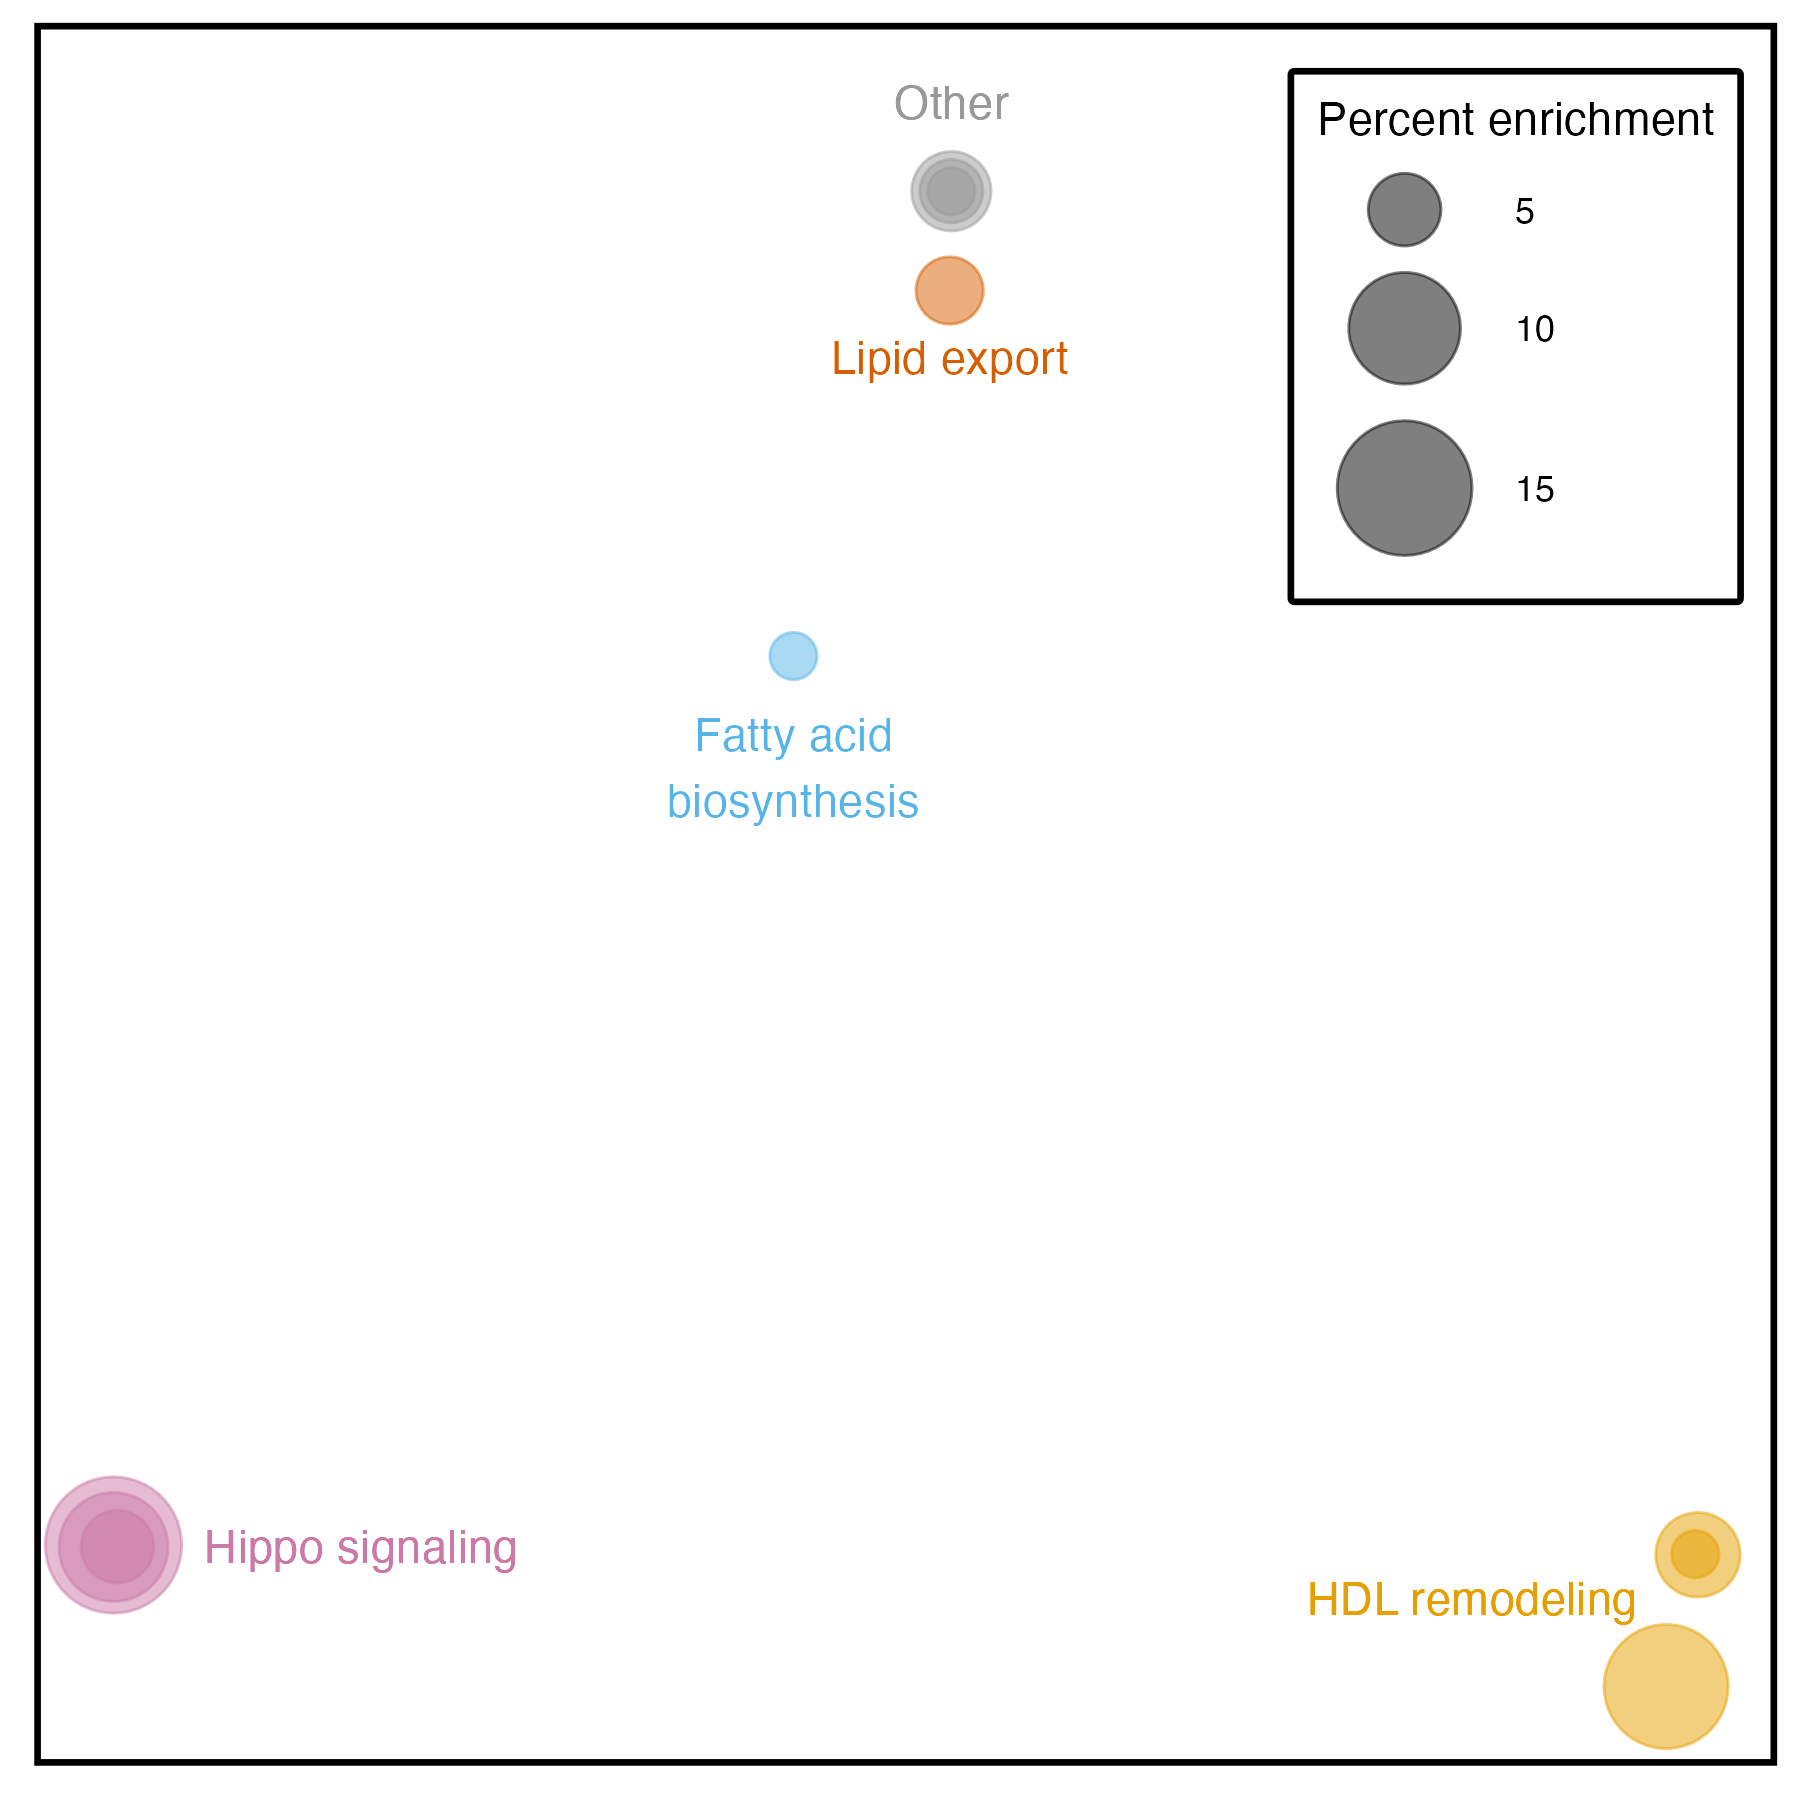 Other
Lipid export
Percent enrichment
5
10
15
Fatty acid
biosynthesis
Hippo signaling
HDL remodeling